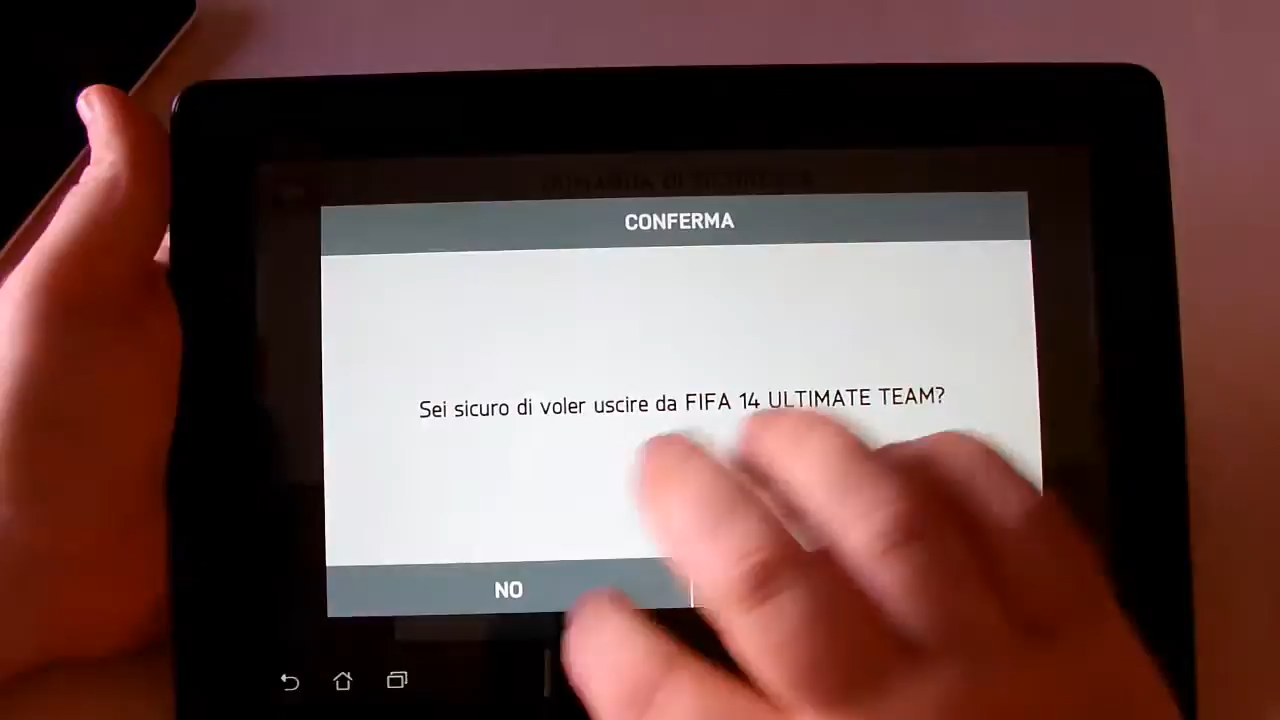 CONFERMA
Sei sicuro di voler uscire da FIFA 14 ULTIMATE TEAM?
NO